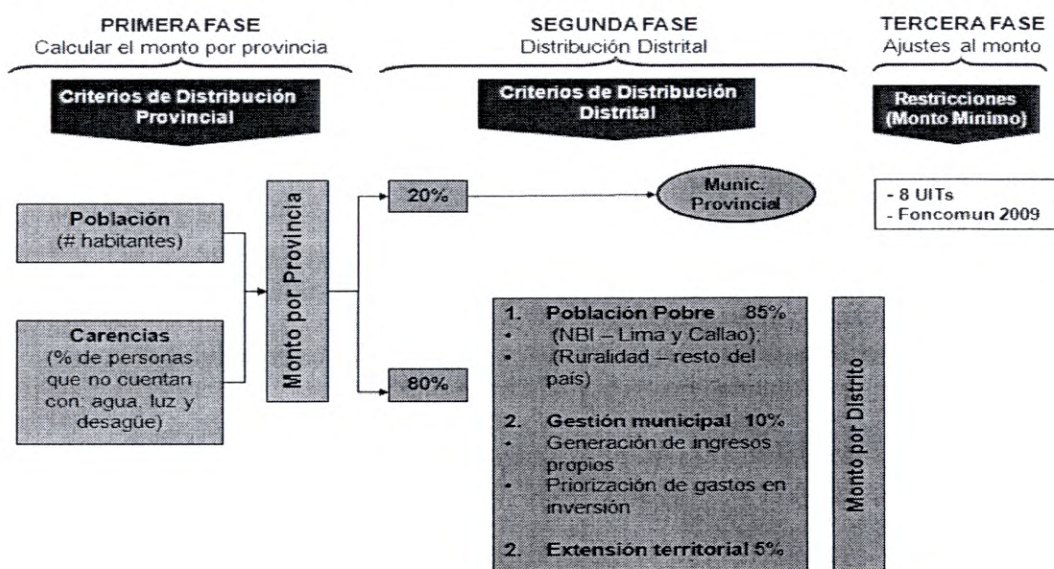 PRIMERA FASE
Calcular el monto por provincia
Criterios de Distribución
Provincial
Población
(# habitantes)
Carencias
(% de personas
que no cuentan
con: agua, luz y
desagüe)
Monto por Provincia
SEGUNDA FASE
Distribución Distrital
Criterios de Distribución
Distrital
20%
Munic.
Provincial
80%
1. Población Pobre 85%
• (NBI – Lima y Callao);
• (Ruralidad – resto del
país)
2. Gestión municipal 10%
• Generación de ingresos
propios
• Priorización de gastos en
inversión
2. Extensión territorial 5%
Monto por Distrito
TERCERA FASE
Ajustes al monto
Restricciones
(Monto Minimo)
- 8 UITs
- Foncomun 2009